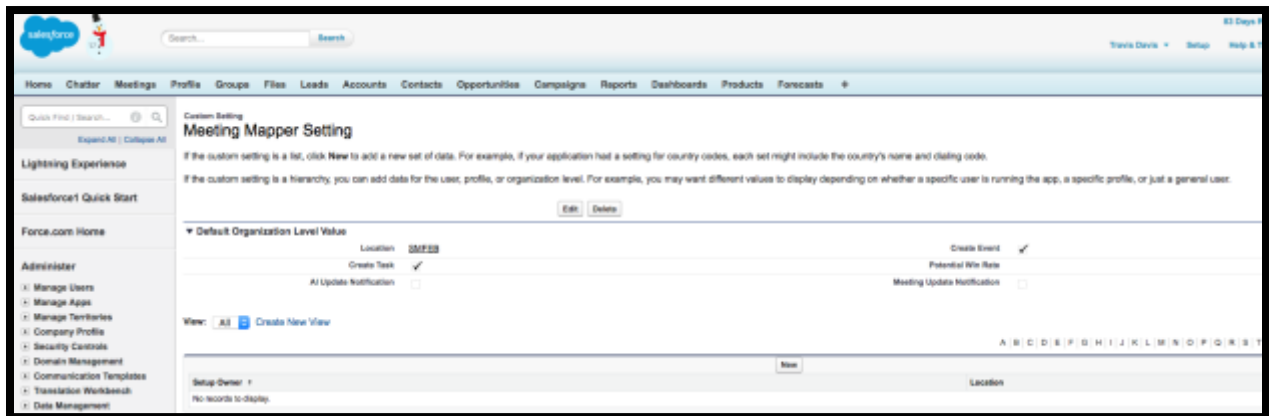 salesforce
Search... Search
83 Days
Travis Davis Setup Help &
Home Chatter Meetings Profile Groups Files Leads Accounts Contacts Opportunities Campaigns Reports Dashboards Products Forecasts +
Quick Find / Search...
Expand All | Collapse All
Lightning Experience
Salesforce1 Quick Start
Force.com Home
Administer
Manage Users
Manage Apps
Manage Territories
Company Profile
Security Controls
Domain Management
Communication Templates
Translation Workbench
Data Management
Custom Setting
Meeting Mapper Setting
If the custom setting is a list, click New to add a new set of data. For example, if your application had a setting for country codes, each set might include the country's name and dialing code.
If the custom setting is a hierarchy, you can add data for the user, profile, or organization level. For example, you may want different values to display depending on whether a specific user is running the app, a specific profile, or just a general user.
Edit Delete
Default Organization Level Value
Location Create Event
Create Task Potential Win Rate
AI Update Notification Meeting Update Notification
View: All Create New View
A | B | C | D | E | F | G | H | I | J | K | L | M | N | O | P | Q | R | S | T
New
Setup Owner ↑ Location
No records to display.